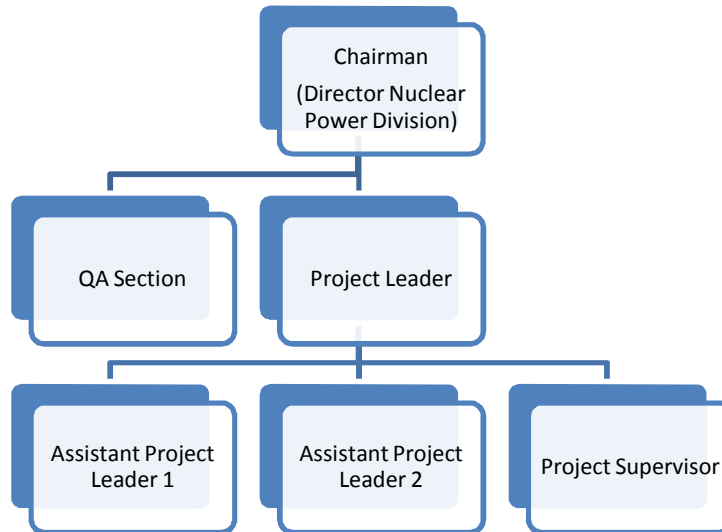 Chairman
(Director Nuclear
Power Division)
QA Section
Project Leader
Assistant Project
Leader 1
Assistant Project
Leader 2
Project Supervisor